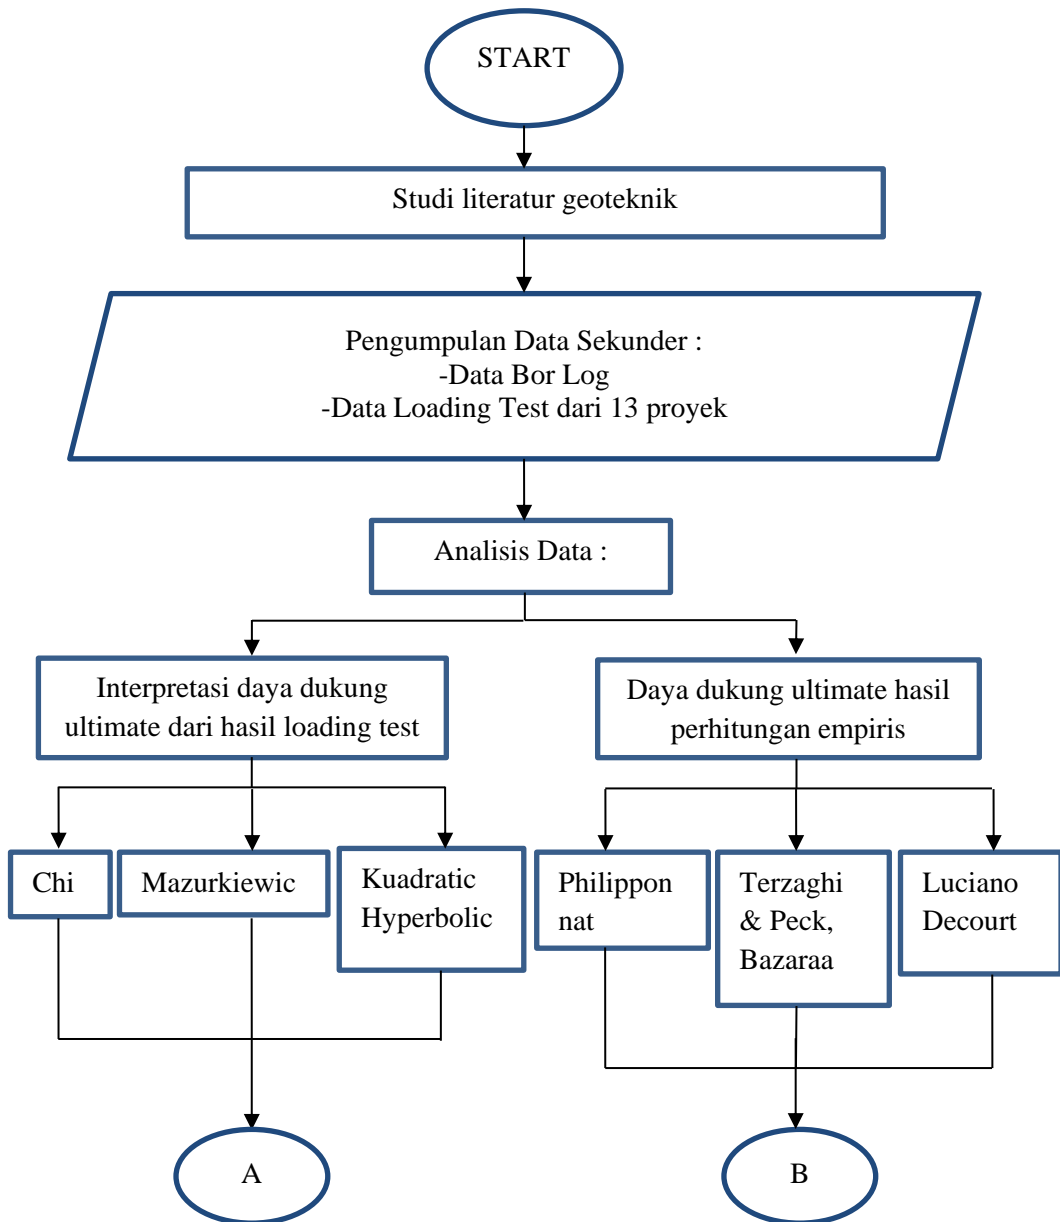 START
Studi literatur geoteknik
Pengumpulan Data Sekunder :
-Data Bor Log
-Data Loading Test dari 13 proyek
Analisis Data :
Interpretasi daya dukung
ultimate dari hasil loading test
Daya dukung ultimate hasil
perhitungan empiris
Chi
Mazurkiewic
Kuadratic
Hyperbolic
Philippon
nat
Terzaghi
& Peck,
Bazaraa
Luciano
Decourt
A
B